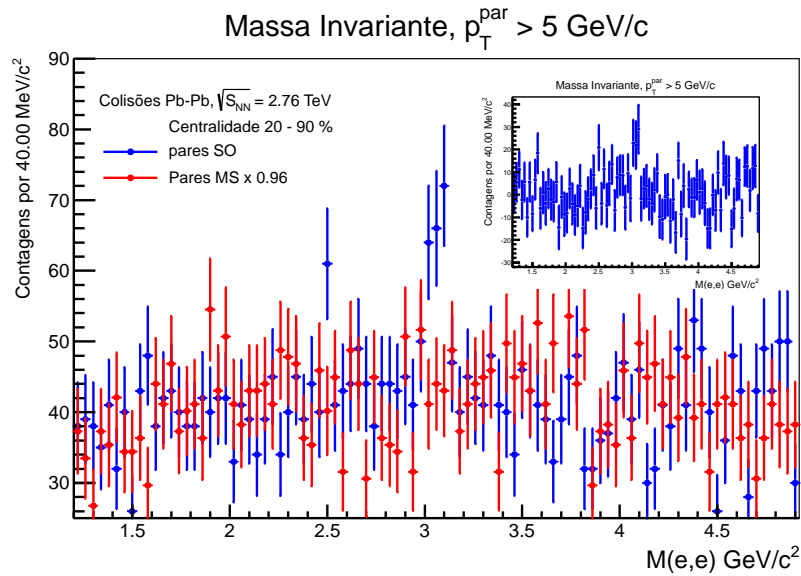 Massa Invariante, p_T^par > 5 GeV/c
Contagens por 40.00 MeV/c²
90
80
70
60
50
40
30
Colisões Pb-Pb, √S_NN = 2.76 TeV
Centralidade 20 - 90 %
pares SO
Pares MS x 0.96
Massa Invariante, p_T^par > 5 GeV/c
Contagens por 40.00 MeV/c²
40
30
20
10
0
-10
-20
-30
1.5 2 2.5 3 3.5 4 4.5
M(e,e) GeV/c²
1.5 2 2.5 3 3.5 4 4.5
M(e,e) GeV/c²